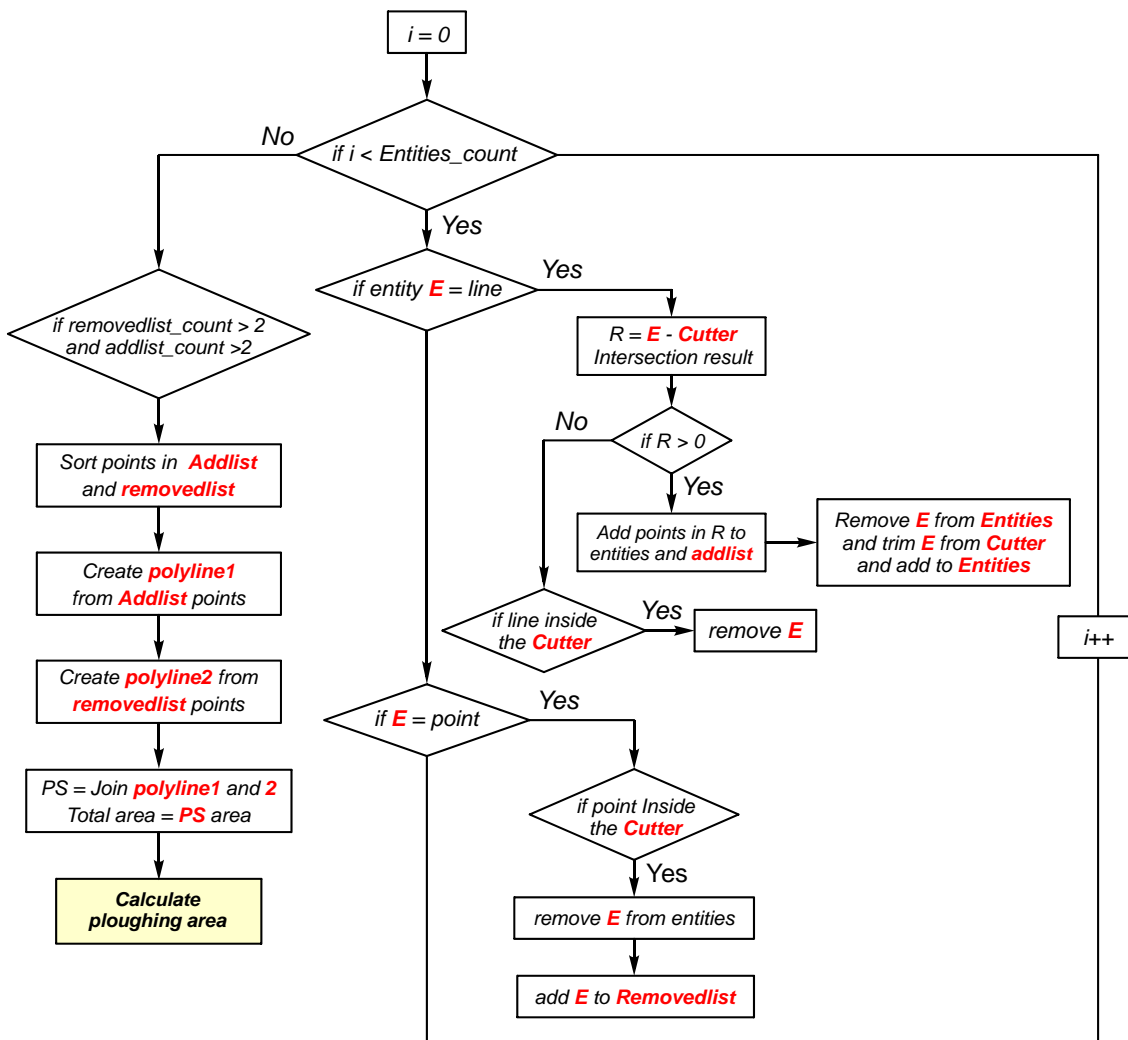 i = 0
No
if i < Entities_count
Yes
if entity E = line
Yes
R = E - Cutter
Intersection result
if removedlist_count > 2
and addlist_count >2
No
if R > 0
Yes
Sort points in Addlist
and removedlist
Add points in R to
entities and addlist
Remove E from Entities
and trim E from Cutter
and add to Entities
Create polyline1
from Addlist points
if line inside
the Cutter
Yes
remove E
i++
Create polyline2 from
removedlist points
if E = point
Yes
PS = Join polyline1 and 2
Total area = PS area
if point Inside
the Cutter
Yes
Calculate
ploughing area
remove E from entities
add E to Removedlist